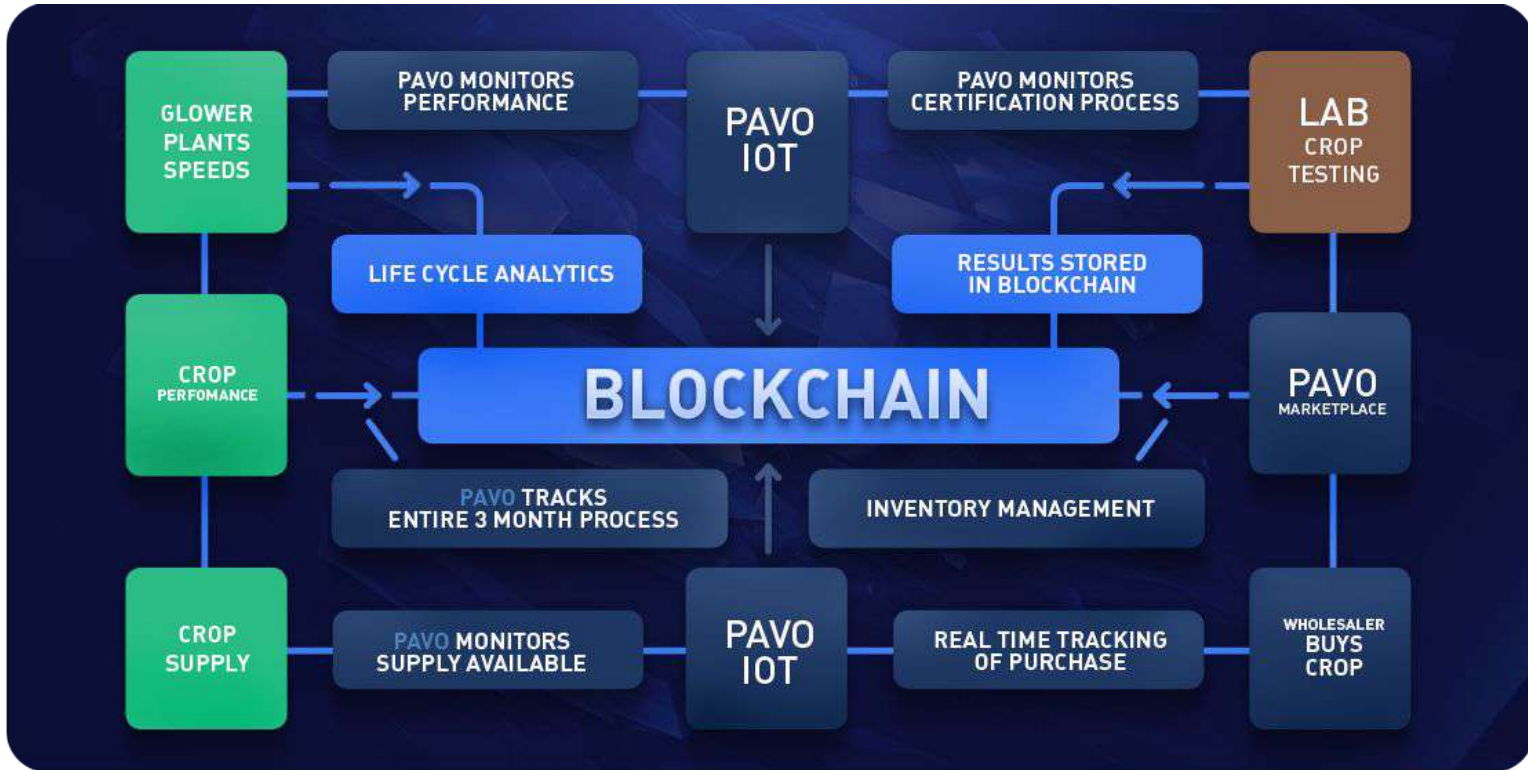 GLOWER
PLANTS
SPEEDS
PAVO MONITORS
PERFORMANCE
PAVO
IOT
PAVO MONITORS
CERTIFICATION PROCESS
LAB
CROP
TESTING
LIFE CYCLE ANALYTICS
RESULTS STORED
IN BLOCKCHAIN
CROP
PERFOMANCE
BLOCKCHAIN
PAVO
MARKETPLACE
PAVO TRACKS
ENTIRE 3 MONTH PROCESS
INVENTORY MANAGEMENT
CROP
SUPPLY
PAVO MONITORS
SUPPLY AVAILABLE
PAVO
IOT
REAL TIME TRACKING
OF PURCHASE
WHOLESALER
BUYS
CROP